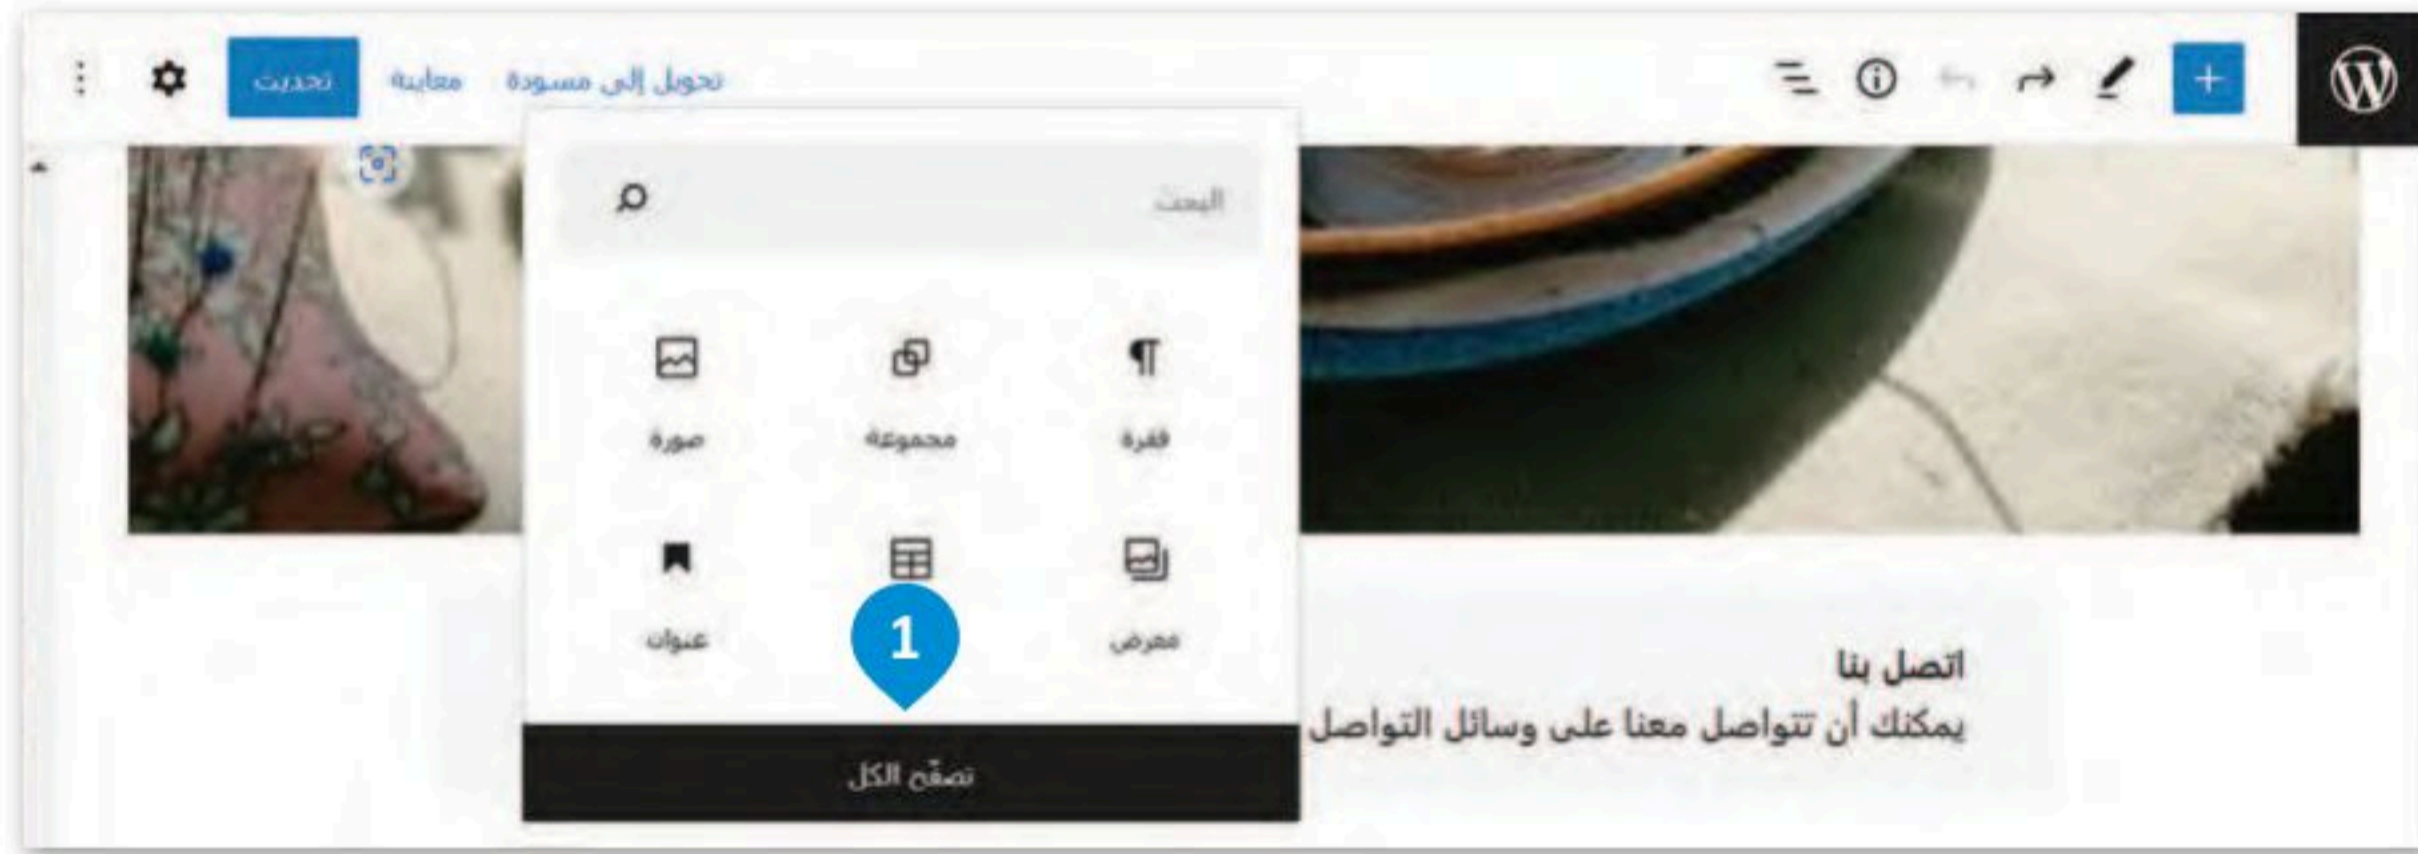 تحويل إلى مسودة معاينة تحديث
البحث
فقرة مجموعة صورة
معرض عنوان
1
تصفّح الكل
اتصل بنا
يمكنك أن تتواصل معنا على وسائل التواصل